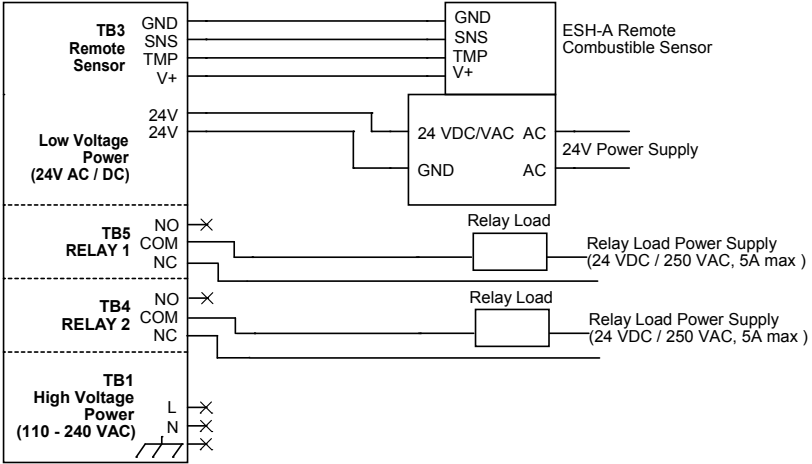 TB3
Remote
Sensor
GND
SNS
TMP
V+
GND
SNS
TMP
V+
ESH-A Remote
Combustible Sensor
Low Voltage
Power
(24V AC / DC)
24V
24V
24 VDC/VAC AC
GND AC
24V Power Supply
TB5
RELAY 1
NO
COM
NC
Relay Load
Relay Load Power Supply
(24 VDC / 250 VAC, 5A max )
TB4
RELAY 2
NO
COM
NC
Relay Load
Relay Load Power Supply
(24 VDC / 250 VAC, 5A max )
TB1
High Voltage
Power
(110 - 240 VAC)
L
N